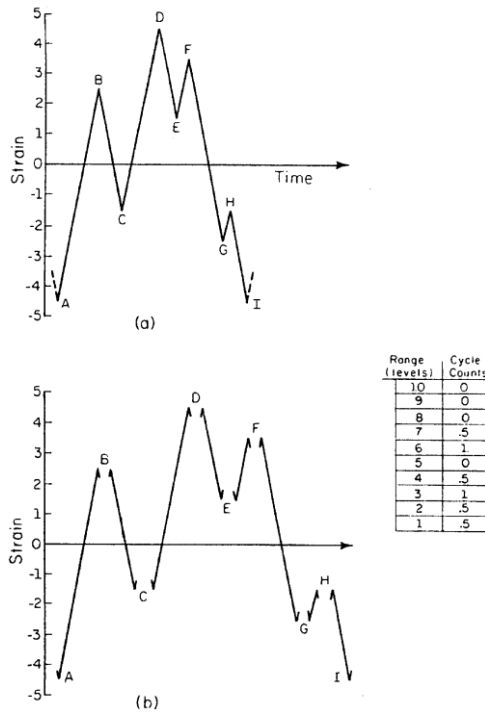 5
D
4
F
3
B
2
E
1
0
Strain
Time
-1
H
C
-2
G
-3
-4
A
I
-5
(a)
Range Cycle
(levels) Counts
10 0
9 0
8 0
7 .5
6 1
5 0
4 .5
3 1
2 .5
1 .5
5
D
4
F
3
B
2
E
1
0
Strain
-1
H
C
-2
G
-3
-4
A
I
-5
(b)